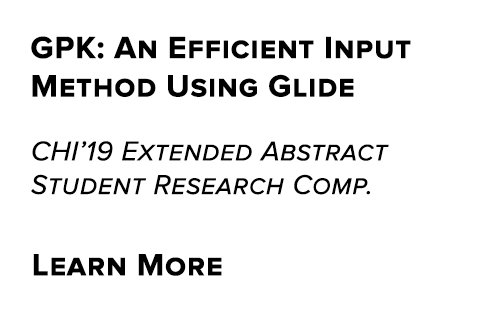 GPK: An Efficient Input
Method Using Glide
CHI'19 Extended Abstract
Student Research Comp.
Learn More